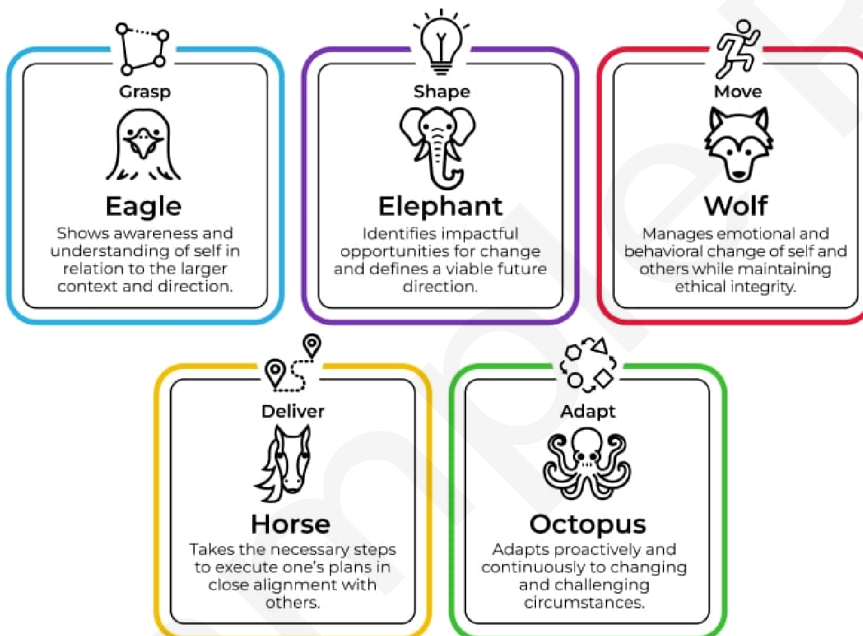 Grasp
Eagle
Shows awareness and
understanding of self in
relation to the larger
context and direction.
Shape
Elephant
Identifies impactful
opportunities for change
and defines a viable future
direction.
Move
Wolf
Manages emotional and
behavioral change of self and
others while maintaining
ethical integrity.
Deliver
Horse
Takes the necessary steps
to execute one's plans in
close alignment with
others.
Adapt
Octopus
Adapts proactively and
continuously to changing
and challenging
circumstances.